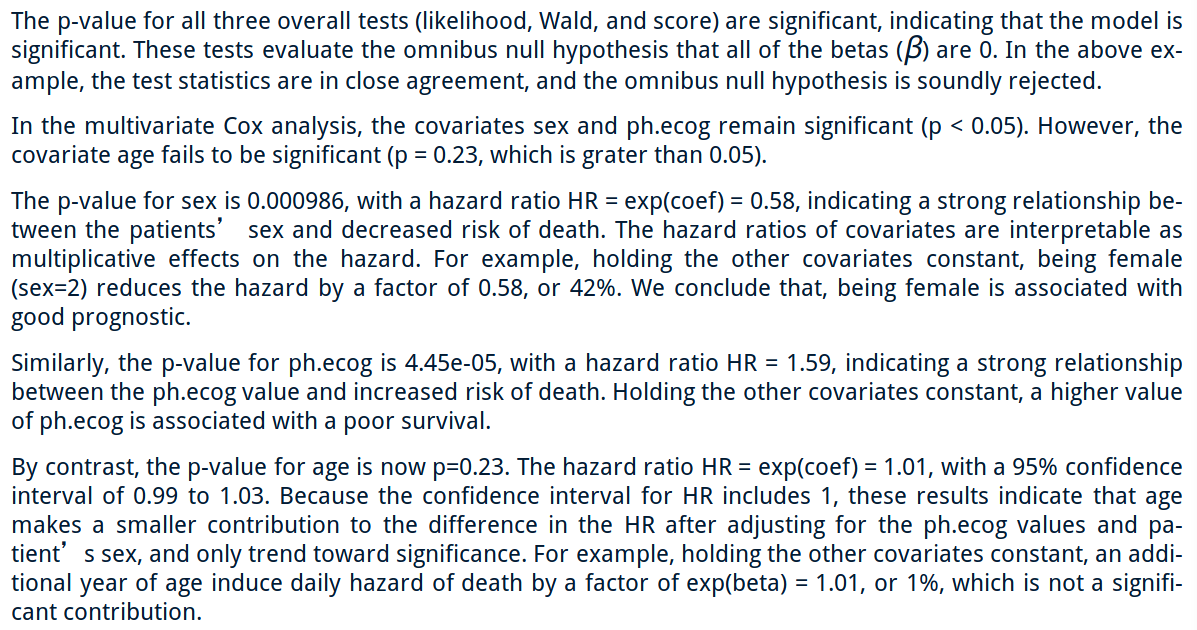 The p-value for all three overall tests (likelihood, Wald, and score) are significant, indicating that the model is
significant. These tests evaluate the omnibus null hypothesis that all of the betas (β) are 0. In the above ex-
ample, the test statistics are in close agreement, and the omnibus null hypothesis is soundly rejected.
In the multivariate Cox analysis, the covariates sex and ph.ecog remain significant (p < 0.05). However, the
covariate age fails to be significant (p = 0.23, which is grater than 0.05).
The p-value for sex is 0.000986, with a hazard ratio HR = exp(coef) = 0.58, indicating a strong relationship be-
tween the patients’ sex and decreased risk of death. The hazard ratios of covariates are interpretable as
multiplicative effects on the hazard. For example, holding the other covariates constant, being female
(sex=2) reduces the hazard by a factor of 0.58, or 42%. We conclude that, being female is associated with
good prognostic.
Similarly, the p-value for ph.ecog is 4.45e-05, with a hazard ratio HR = 1.59, indicating a strong relationship
between the ph.ecog value and increased risk of death. Holding the other covariates constant, a higher value
of ph.ecog is associated with a poor survival.
By contrast, the p-value for age is now p=0.23. The hazard ratio HR = exp(coef) = 1.01, with a 95% confidence
interval of 0.99 to 1.03. Because the confidence interval for HR includes 1, these results indicate that age
makes a smaller contribution to the difference in the HR after adjusting for the ph.ecog values and pa-
tient’ s sex, and only trend toward significance. For example, holding the other covariates constant, an addi-
tional year of age induce daily hazard of death by a factor of exp(beta) = 1.01, or 1%, which is not a signifi-
cant contribution.